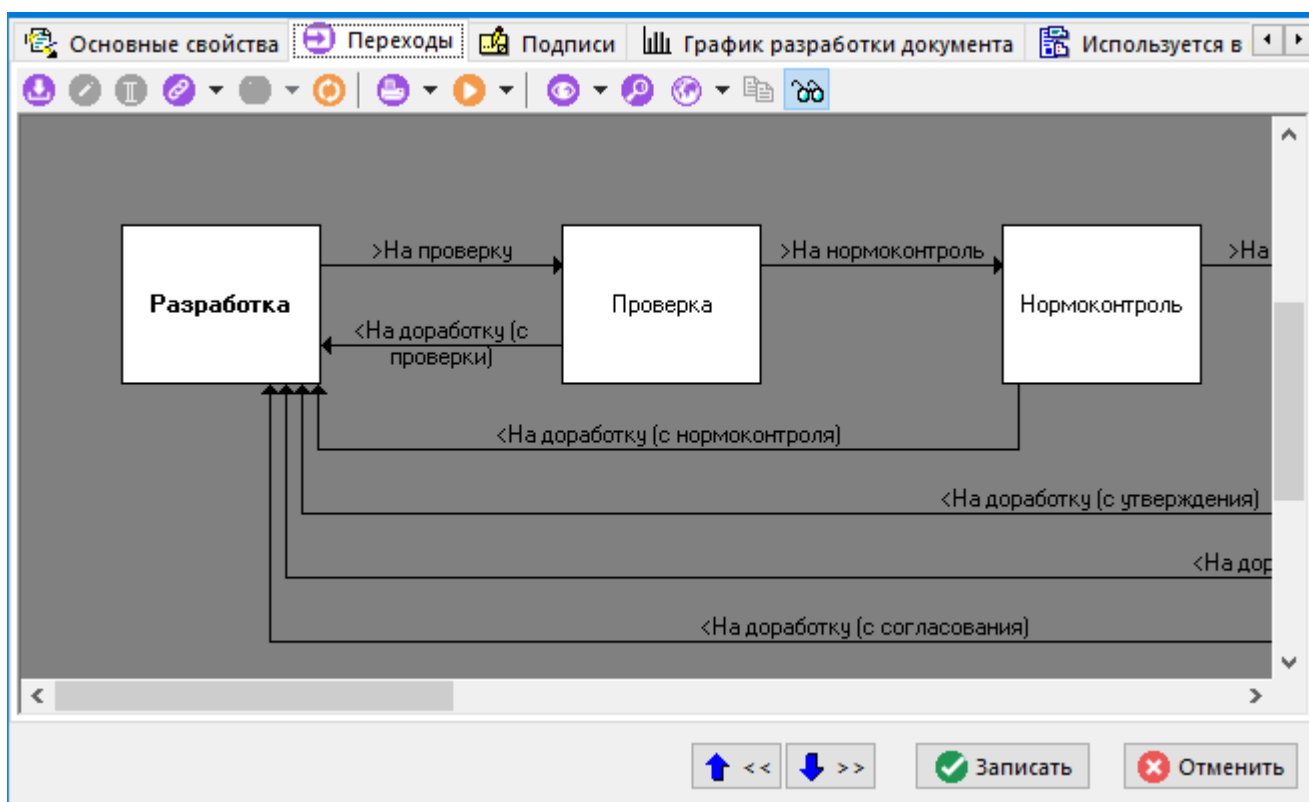 Основные свойства Переходы Подписи График разработки документа Используется в
>На проверку >На нормоконтроль >На
Разработка Проверка Нормоконтроль
<На доработку (с
проверки)
<На доработку (с нормоконтроля)
<На доработку (с утверждения)
<На дор
<На доработку (с согласования)
<< >> Записать Отменить